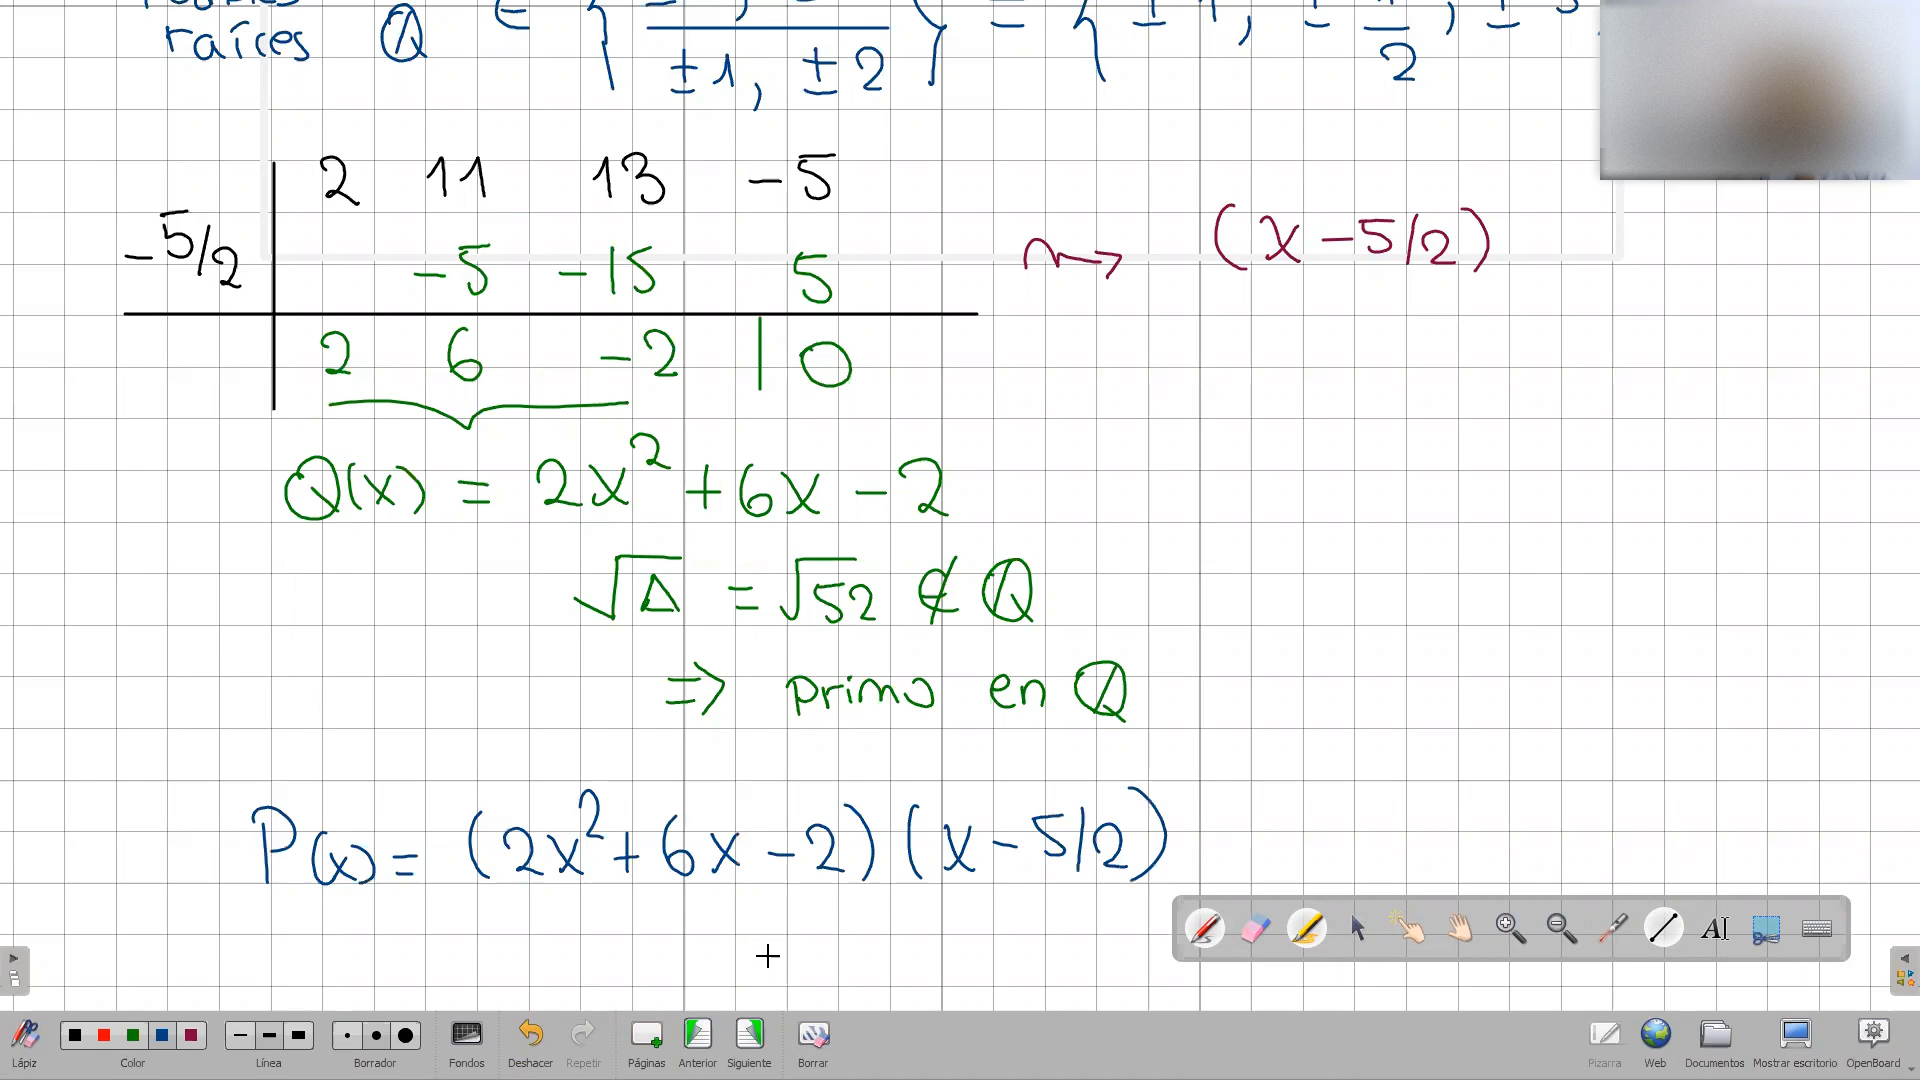 raíces ℚ ∈ { / ±1, ±2 } = { ±1, ±1/2, ±5
2 11 13 -5
-5/2 -5 -15 5 ⇝ (x - 5/2)
2 6 -2 | 0
Q(x) = 2x² + 6x - 2
√Δ = √52 ∉ ℚ
=> primo en ℚ
P(x) = (2x² + 6x - 2) (x - 5/2)
AI
Lápiz Color Línea Borrador Fondos Deshacer Repetir Páginas Anterior Siguiente Borrar Pizarra Web Documentos Mostrar escritorio OpenBoard